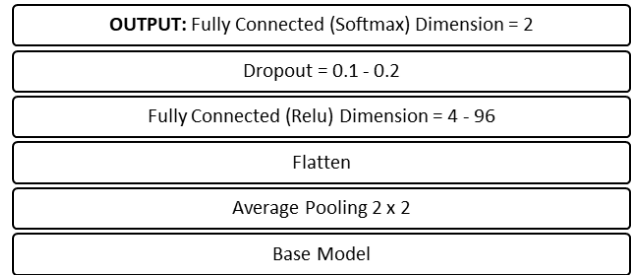 OUTPUT: Fully Connected (Softmax) Dimension = 2
Dropout = 0.1 - 0.2
Fully Connected (Relu) Dimension = 4 - 96
Flatten
Average Pooling 2 x 2
Base Model